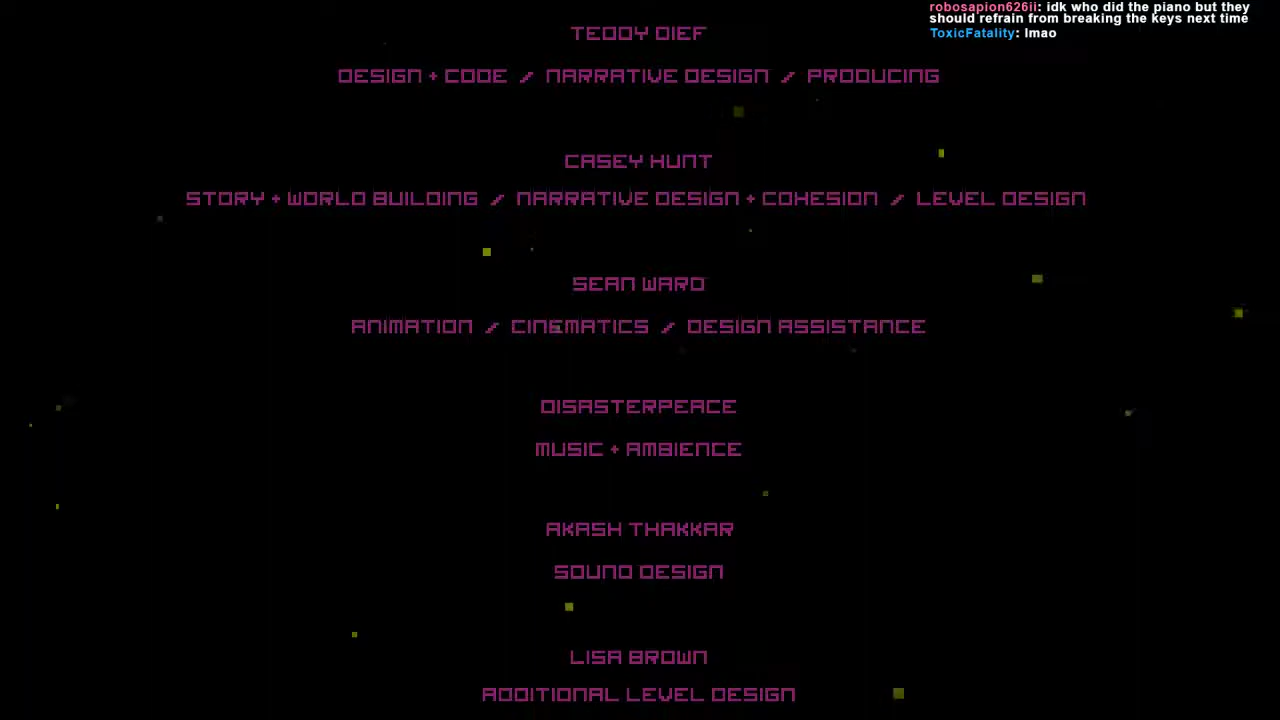 robosapion626ii: idk who did the piano but they
should refrain from breaking the keys next time
ToxicFatality: lmao
TEDDY DIEF
DESIGN + CODE / NARRATIVE DESIGN / PRODUCING
CASEY HUNT
STORY + WORLD BUILDING / NARRATIVE DESIGN + COHESION / LEVEL DESIGN
SEAN WARD
ANIMATION / CINEMATICS / DESIGN ASSISTANCE
DISASTERPEACE
MUSIC + AMBIENCE
AKASH THAKKAR
SOUND DESIGN
LISA BROWN
ADDITIONAL LEVEL DESIGN